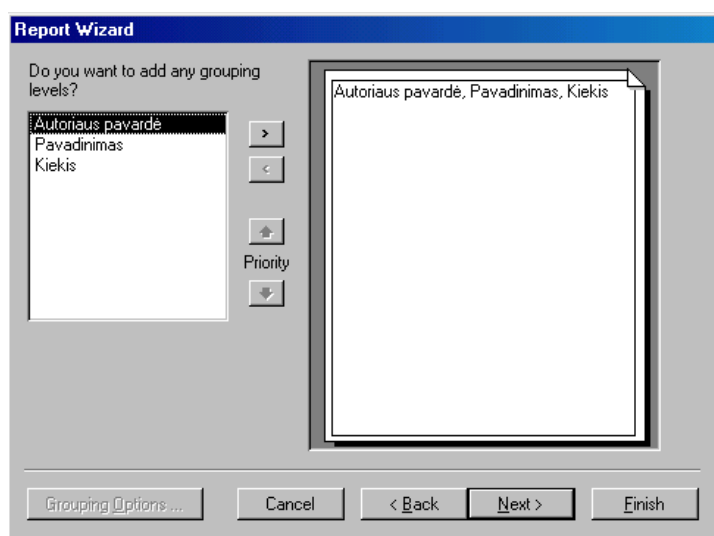 Report Wizard
Do you want to add any grouping
levels?
Autoriaus pavardė
Pavadinimas
Kiekis
>
<
Priority
Autoriaus pavardė, Pavadinimas, Kiekis
Grouping Options ...
Cancel
< Back
Next >
Finish